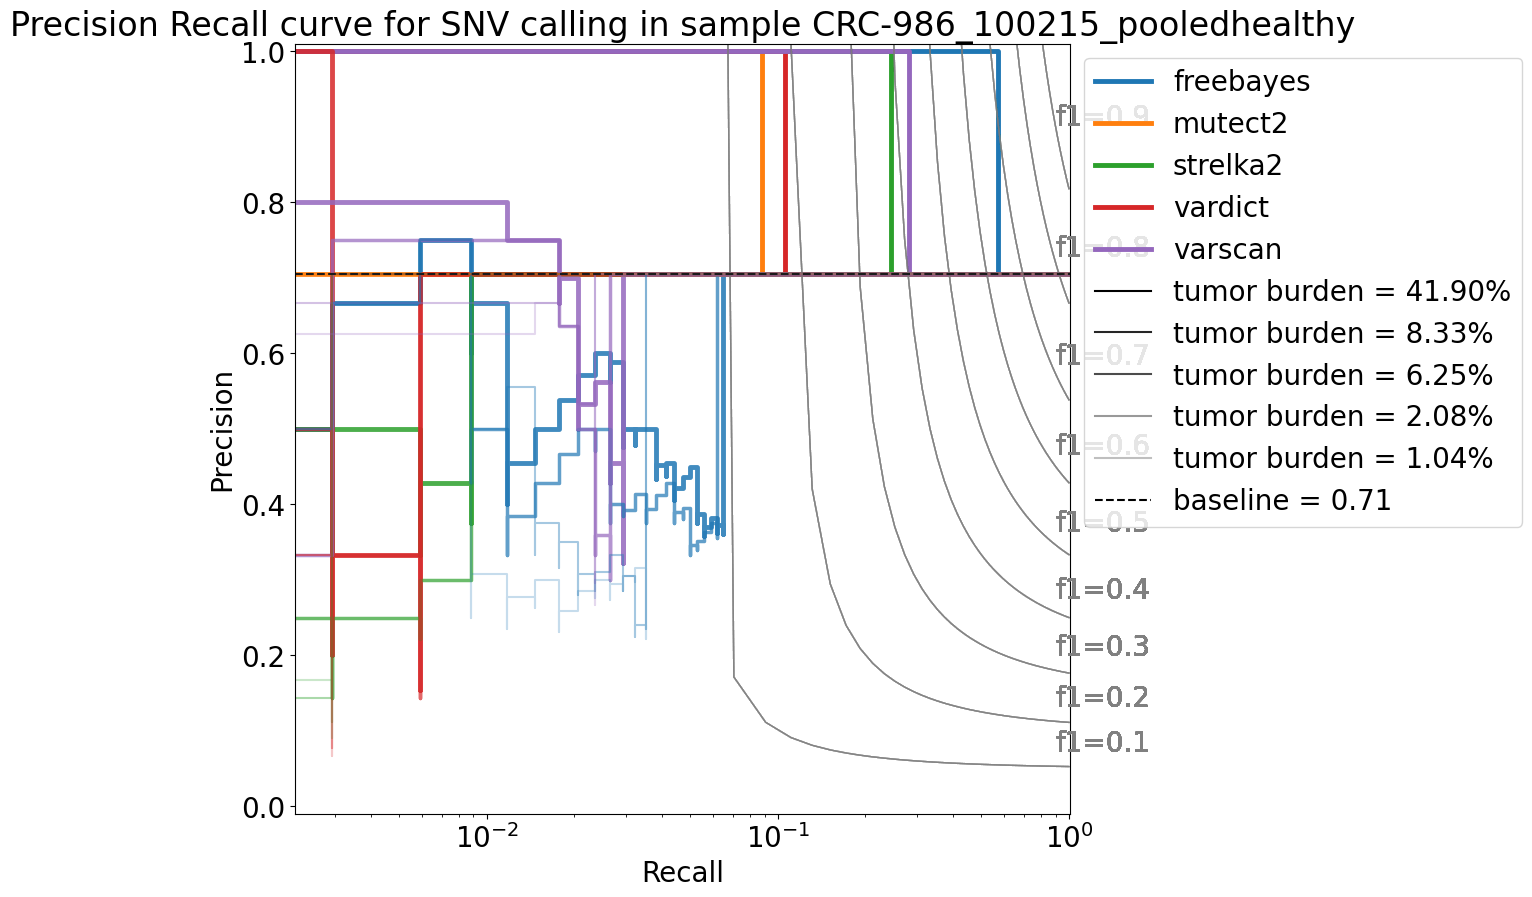 Precision Recall curve for SNV calling in sample CRC-986_100215_pooledhealthy
Precision
1.0
0.8
0.6
0.4
0.2
0.0
10⁻²
10⁻¹
10⁰
Recall
f1=0.9
f1=0.8
f1=0.7
f1=0.6
f1=0.5
f1=0.4
f1=0.3
f1=0.2
f1=0.1
freebayes
mutect2
strelka2
vardict
varscan
tumor burden = 41.90%
tumor burden = 8.33%
tumor burden = 6.25%
tumor burden = 2.08%
tumor burden = 1.04%
baseline = 0.71